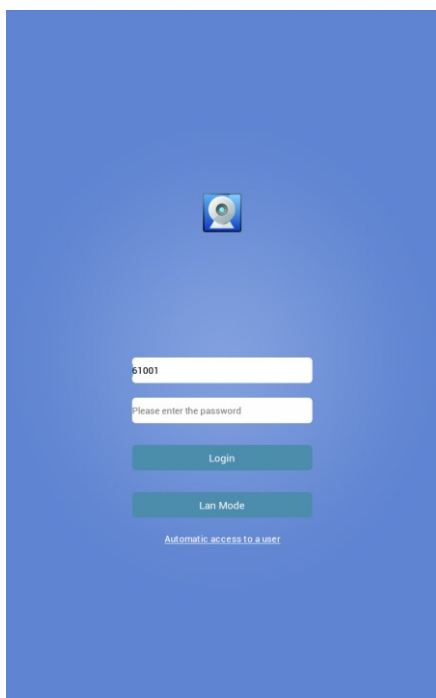 61001
Please enter the password
Login
Lan Mode
Automatic access to a user